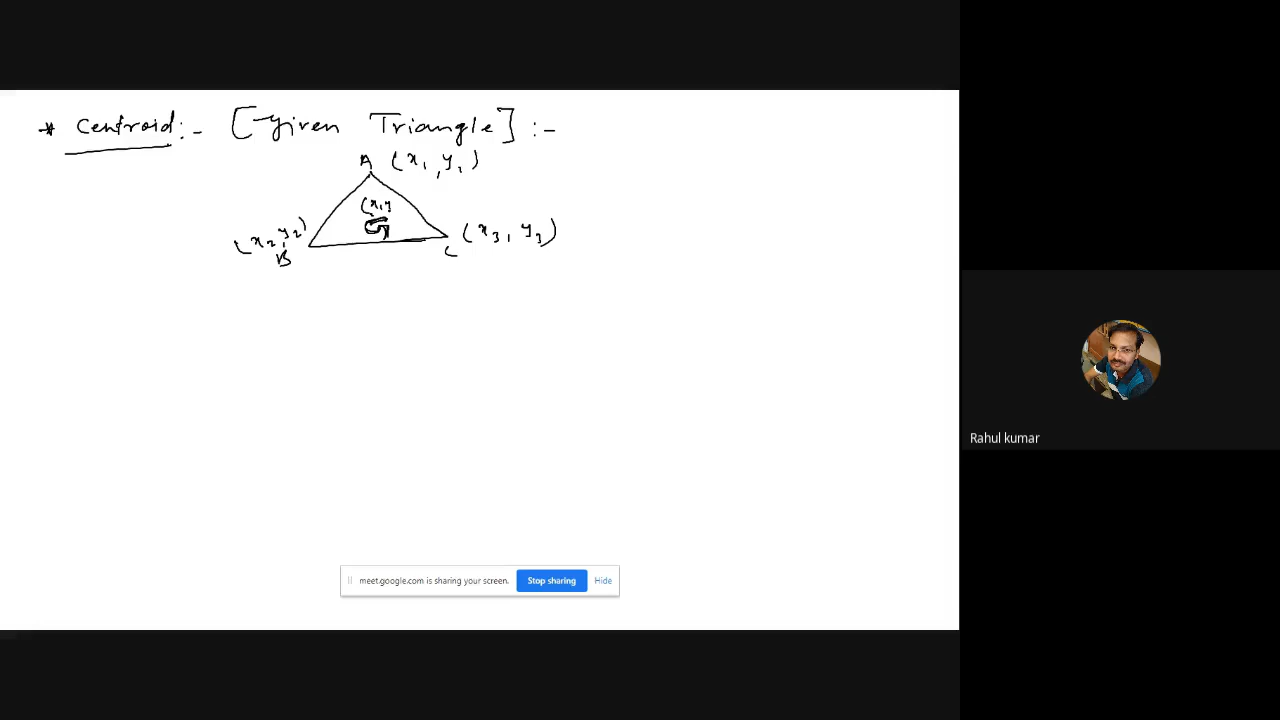 * Centroid:- [Given Triangle] :-
A (x₁, y₁)
(x, y
G
(x₂, y₂)
B
(x₃, y₃)
C
meet.google.com is sharing your screen. Stop sharing Hide
Rahul kumar